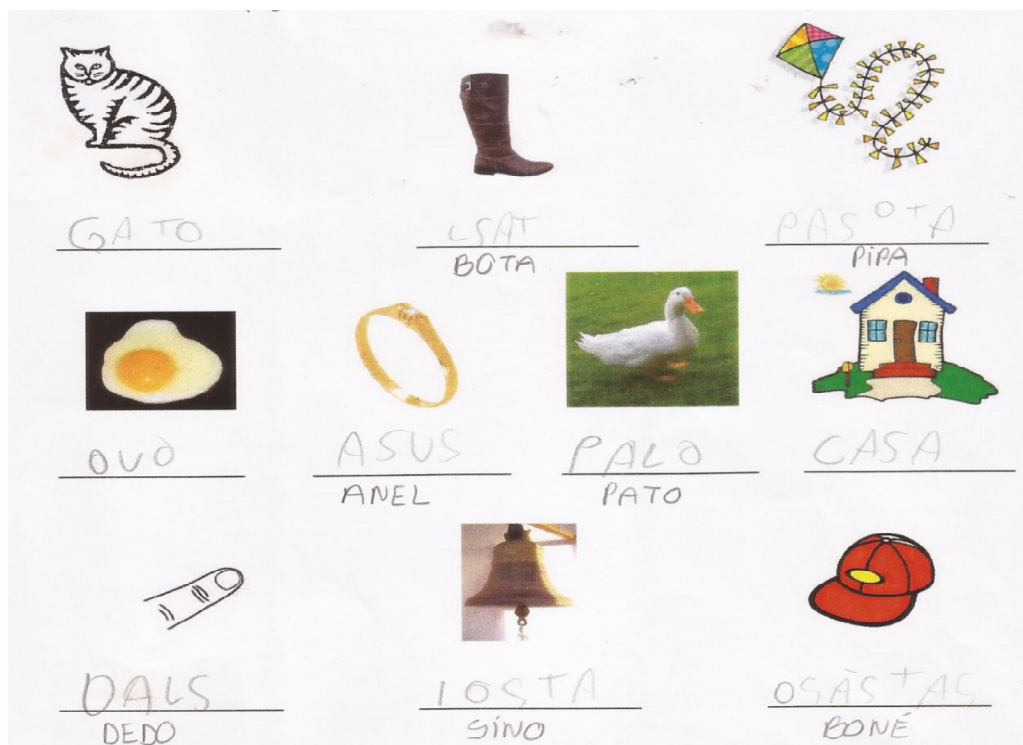 GATO LSAT PASOTA
BOTA PIPA
OVO ASUS PALO CASA
ANEL PATO
DALS IOSTA OSÀSTAS
DEDO SINO BONÉ